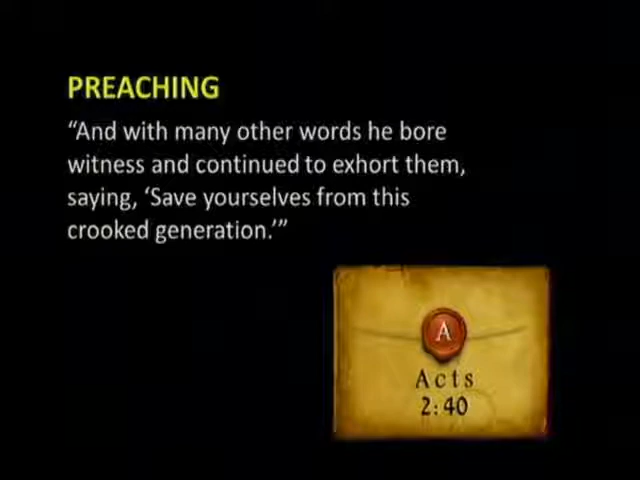 PREACHING
“And with many other words he bore
witness and continued to exhort them,
saying, ‘Save yourselves from this
crooked generation.’”
A
Acts
2:40